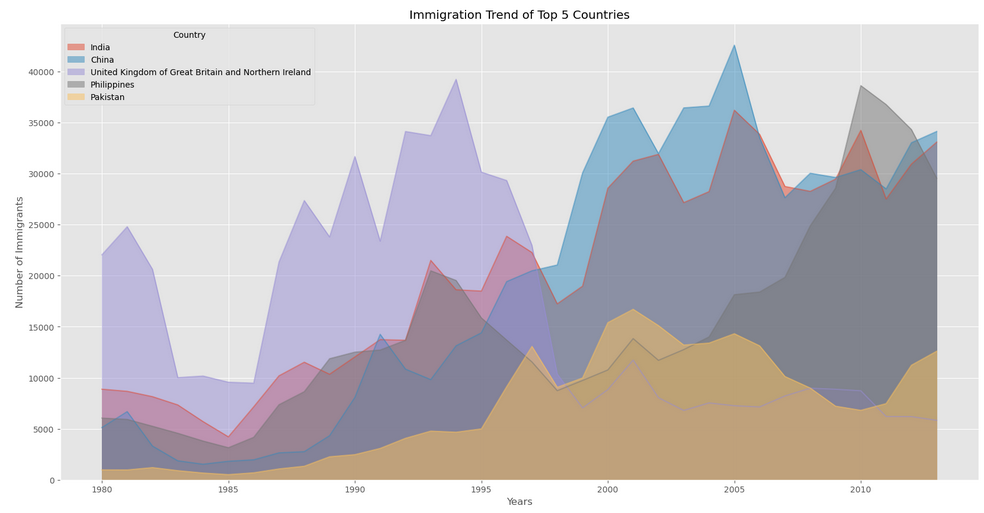 Immigration Trend of Top 5 Countries
Country
India
China
United Kingdom of Great Britain and Northern Ireland
Philippines
Pakistan
Number of Immigrants
40000
35000
30000
25000
20000
15000
10000
5000
0
1980 1985 1990 1995 2000 2005 2010
Years